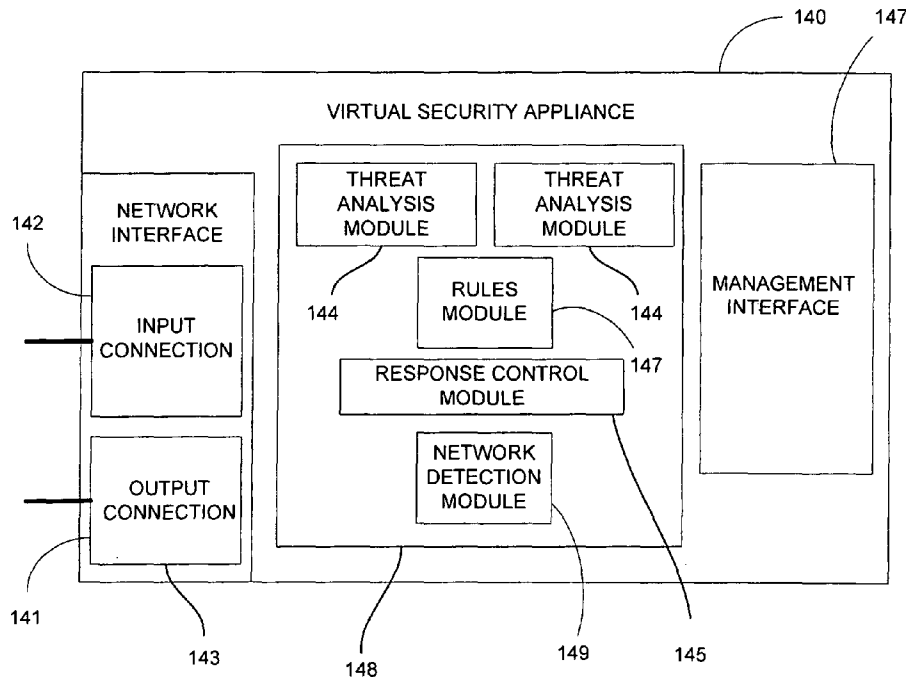 140
147
VIRTUAL SECURITY APPLIANCE
142
NETWORK
INTERFACE
INPUT
CONNECTION
OUTPUT
CONNECTION
141
143
THREAT
ANALYSIS
MODULE
THREAT
ANALYSIS
MODULE
144
144
RULES
MODULE
147
RESPONSE CONTROL
MODULE
NETWORK
DETECTION
MODULE
148
149
145
MANAGEMENT
INTERFACE